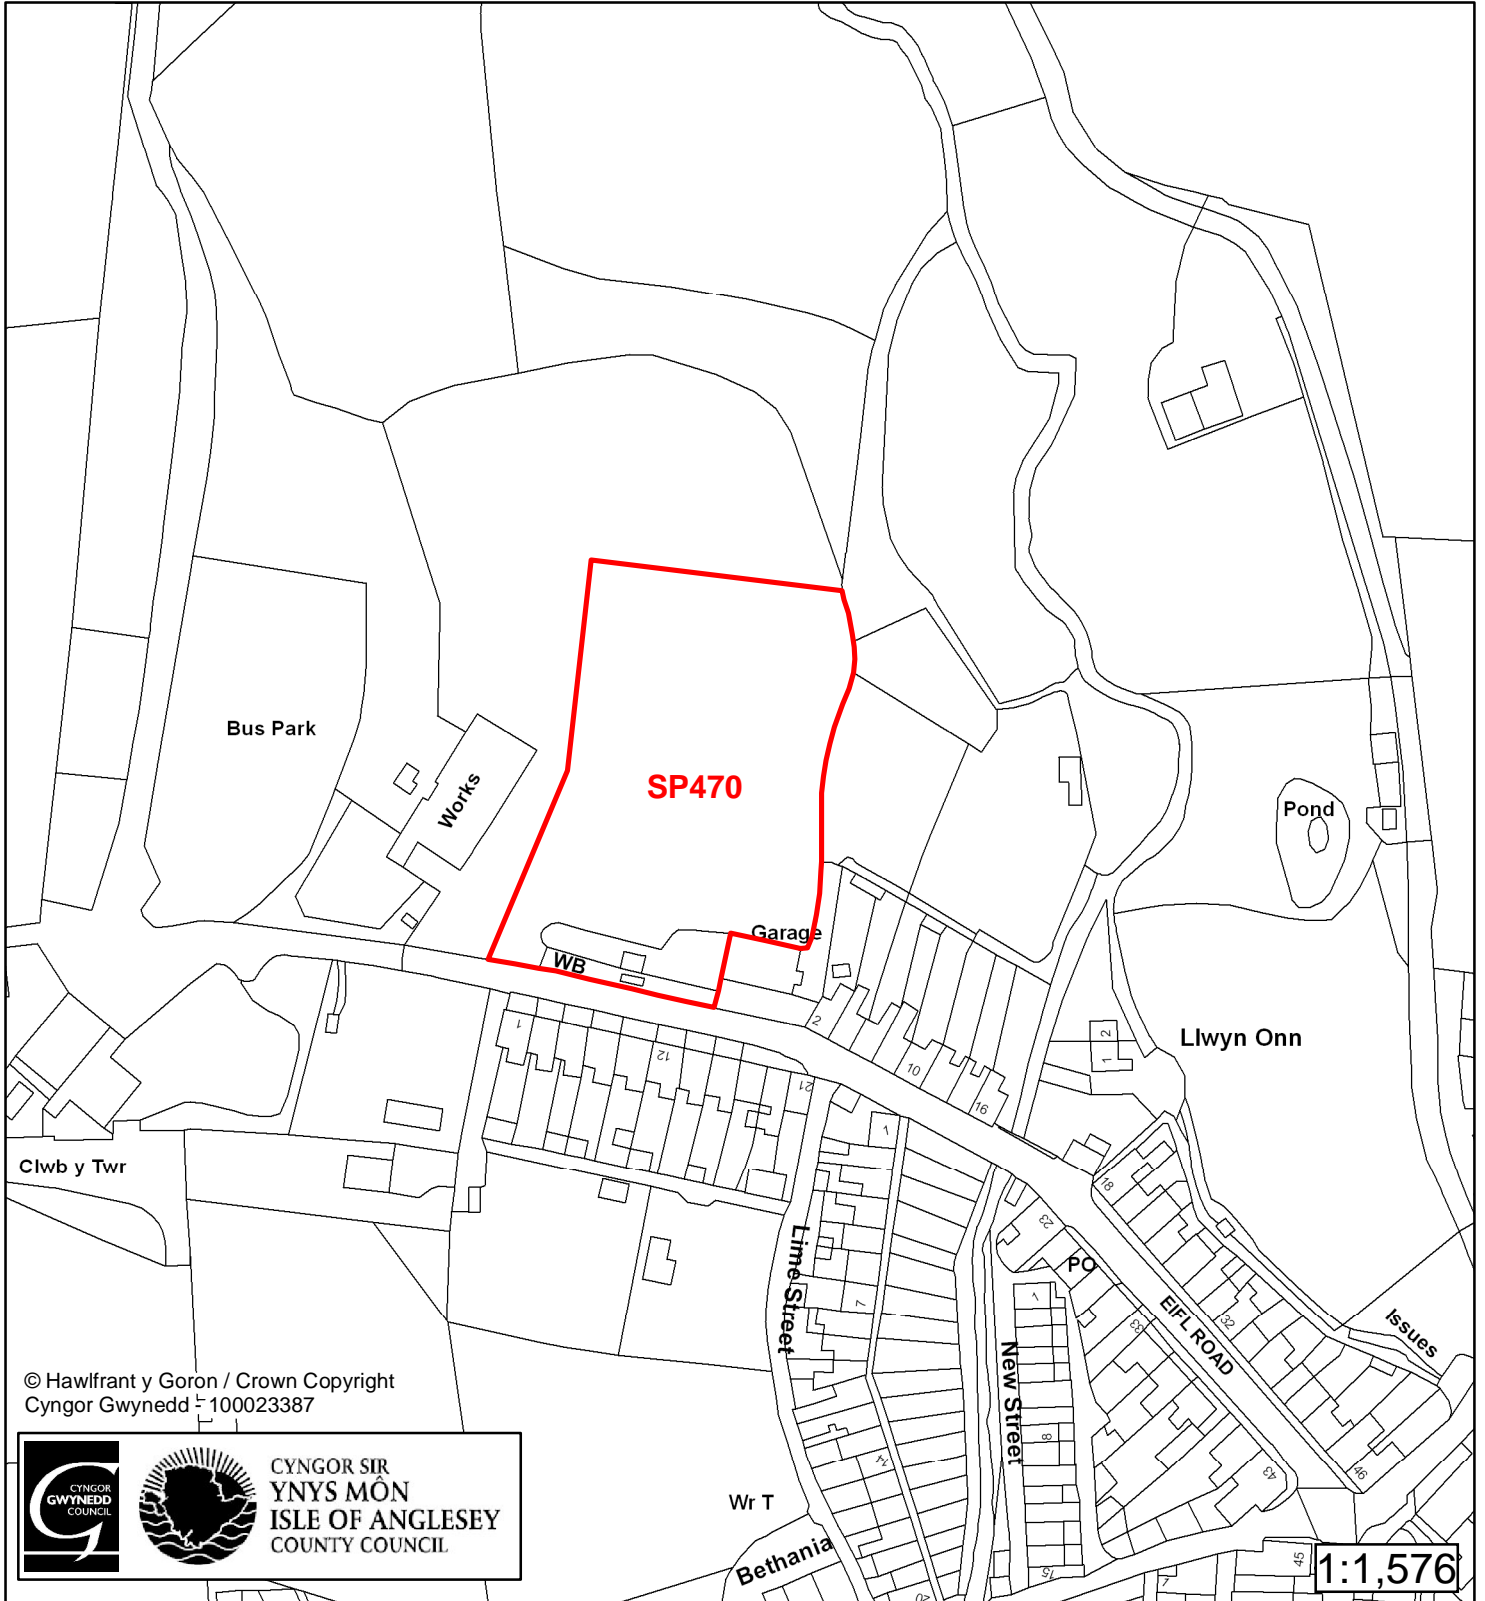 Bus Park
Works
SP470
Pond
Garage
WB
Llwyn Onn
1
12
21
2
10
16
2
1
Clwb y Twr
1
18
23
PO
Lime Street
7
1
33
EIFL ROAD
32
Issues
New Street
8
14
43
46
Wr T
Bethania
20
15
7
45
© Hawlfraint y Goron / Crown Copyright
Cyngor Gwynedd - 100023387
CYNGOR
GWYNEDD
COUNCIL
CYNGOR SIR
YNYS MÔN
ISLE OF ANGLESEY
COUNTY COUNCIL
1:1,576